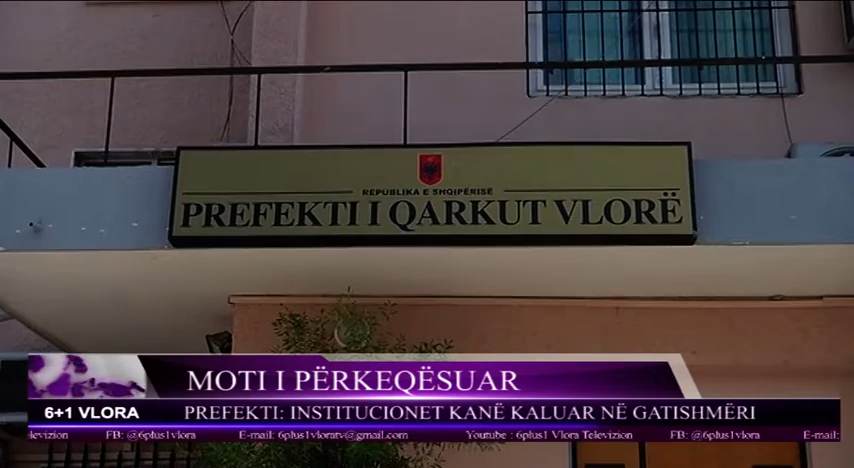 REPUBLIKA E SHQIPËRISË
PREFEKTI I QARKUT VLORË
MOTI I PËRKEQËSUAR
6+1 VLORA
PREFEKTI: INSTITUCIONET KANË KALUAR NË GATISHMËRI
levizion FB: @6plus1vlora E-mail: 6plus1vloratv@gmail.com Youtube : 6plus1 Vlora Televizion FB: @6plus1vlora E-mail: